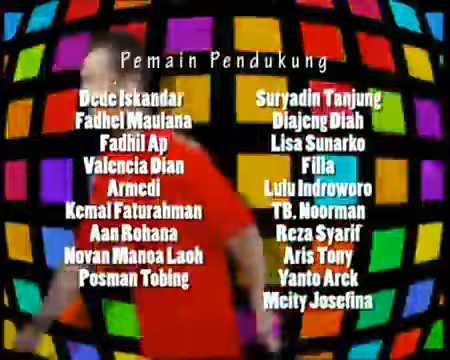 Pemain Pendukung
Dede Iskandar
Fadhel Maulana
Fadhil Ap
Valencia Dian
Armedi
Kemal Faturahman
Aan Rohana
Novan Manoa Laoh
Posman Tobing
Suryadin Tanjung
Diajeng Diah
Lisa Sunarko
Filia
Lulu Indroworo
TB. Noorman
Reza Syarif
Aris Tony
Yanto Arek
Meity Josefina